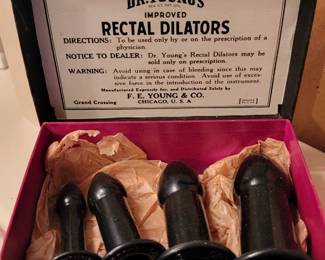 DR. YOUNG'S
IMPROVED
RECTAL DILATORS
DIRECTIONS: To be used only by or on the prescription of a
physician.
NOTICE TO DEALER: Dr. Young's Rectal Dilators may be
sold only on prescription.
WARNING: Avoid using in case of bleeding since this may
indicate a serious condition. Avoid use of exces-
sive force in the introduction of this instrument.
Manufactured Expressly for, and Distributed Solely by
F. E. YOUNG & CO.
Grand Crossing CHICAGO, U. S. A